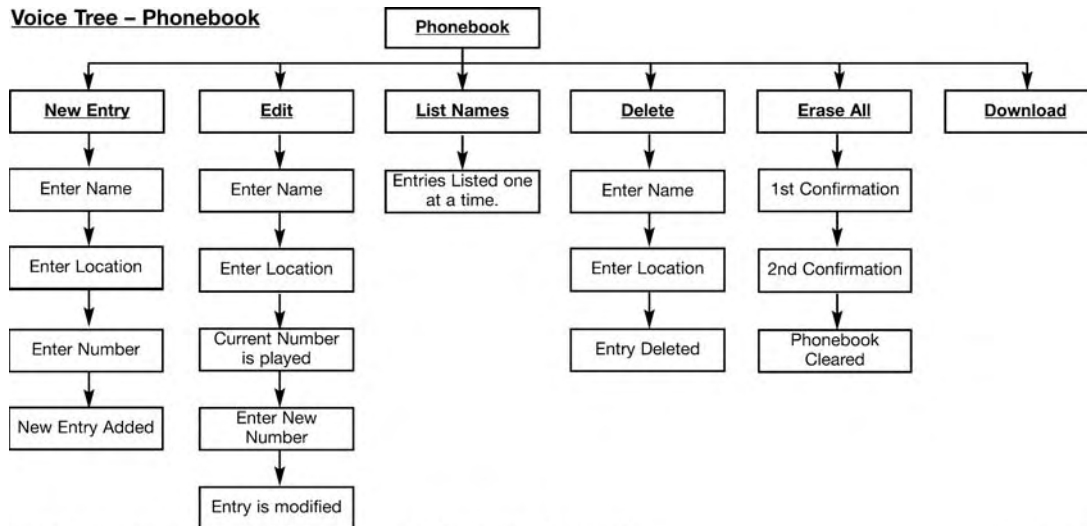 Voice Tree – Phonebook
Phonebook
New Entry
Edit
List Names
Delete
Erase All
Download
Enter Name
Enter Name
Entries Listed one
at a time.
Enter Name
1st Confirmation
Enter Location
Enter Location
Enter Location
2nd Confirmation
Enter Number
Current Number
is played
Entry Deleted
Phonebook
Cleared
New Entry Added
Enter New
Number
Entry is modified